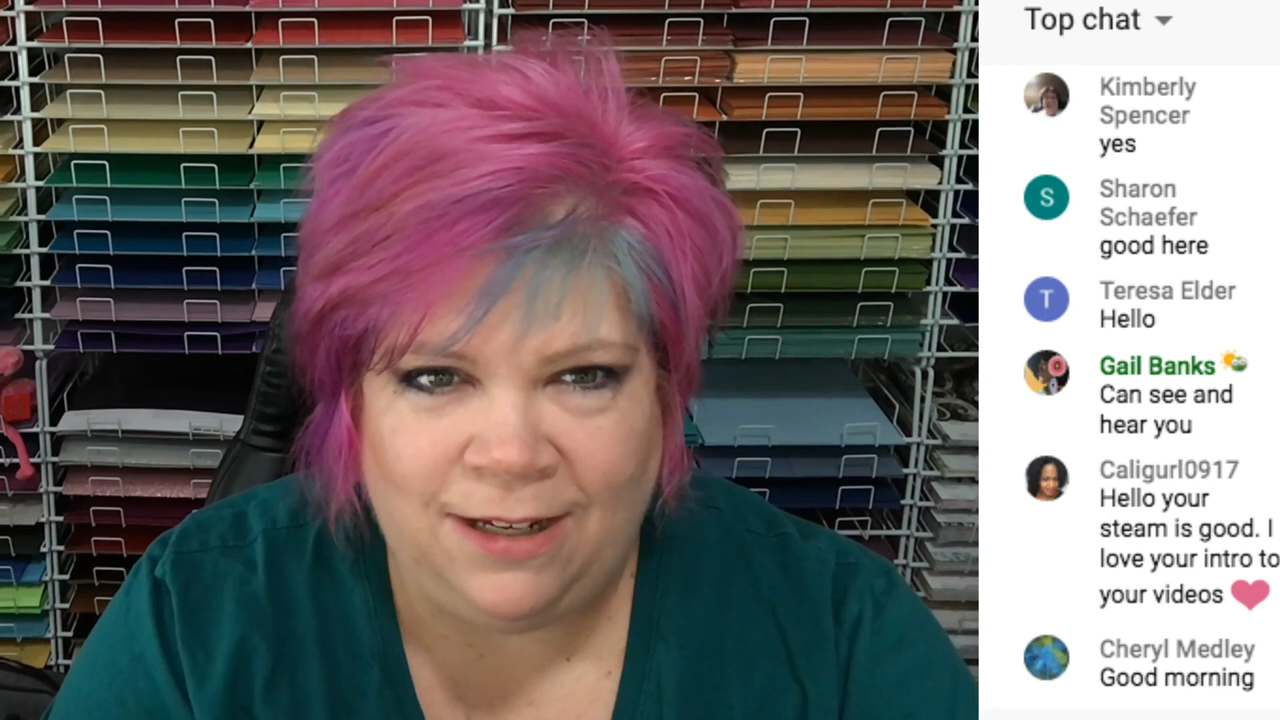 Top chat
Kimberly
Spencer
yes
S
Sharon
Schaefer
good here
T
Teresa Elder
Hello
Gail Banks
Can see and
hear you
Caligurl0917
Hello your
steam is good. I
love your intro to
your videos
Cheryl Medley
Good morning